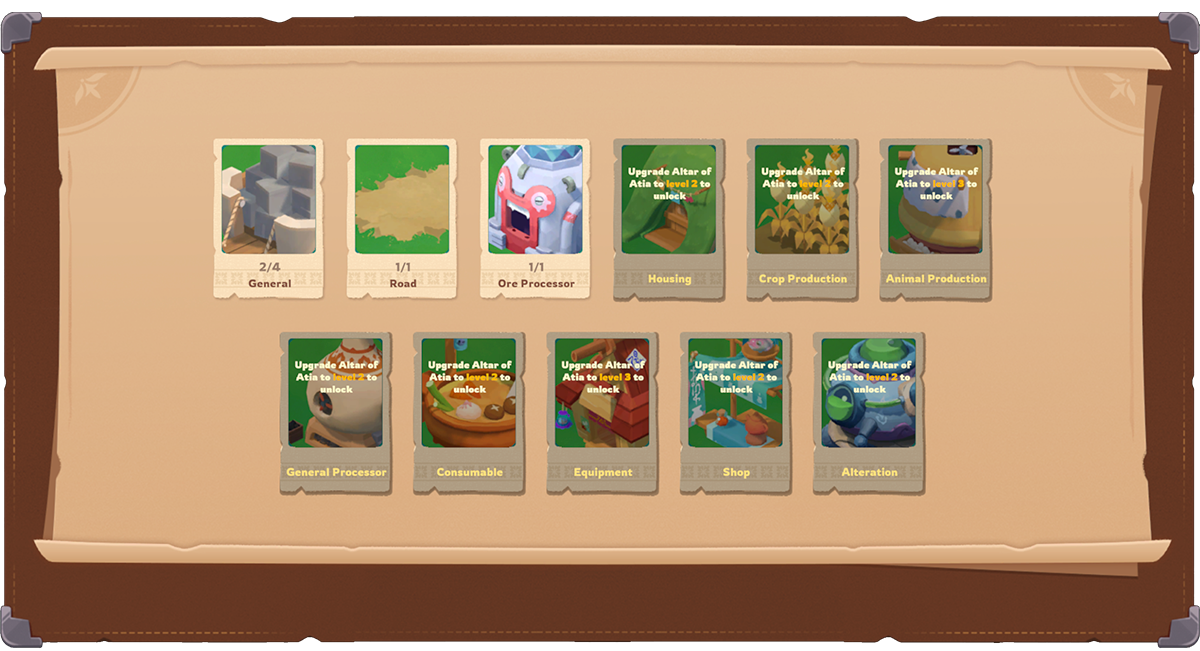 2/4
General
1/1
Road
1/1
Ore Processor
Upgrade Altar of
Atia to level 2 to
unlock
Housing
Upgrade Altar of
Atia to level 2 to
unlock
Crop Production
Upgrade Altar of
Atia to level 3 to
unlock
Animal Production
Upgrade Altar of
Atia to level 2 to
unlock
General Processor
Upgrade Altar of
Atia to level 2 to
unlock
Consumable
Upgrade Altar of
Atia to level 3 to
unlock
Equipment
Upgrade Altar of
Atia to level 2 to
unlock
Shop
Upgrade Altar of
Atia to level 2 to
unlock
Alteration